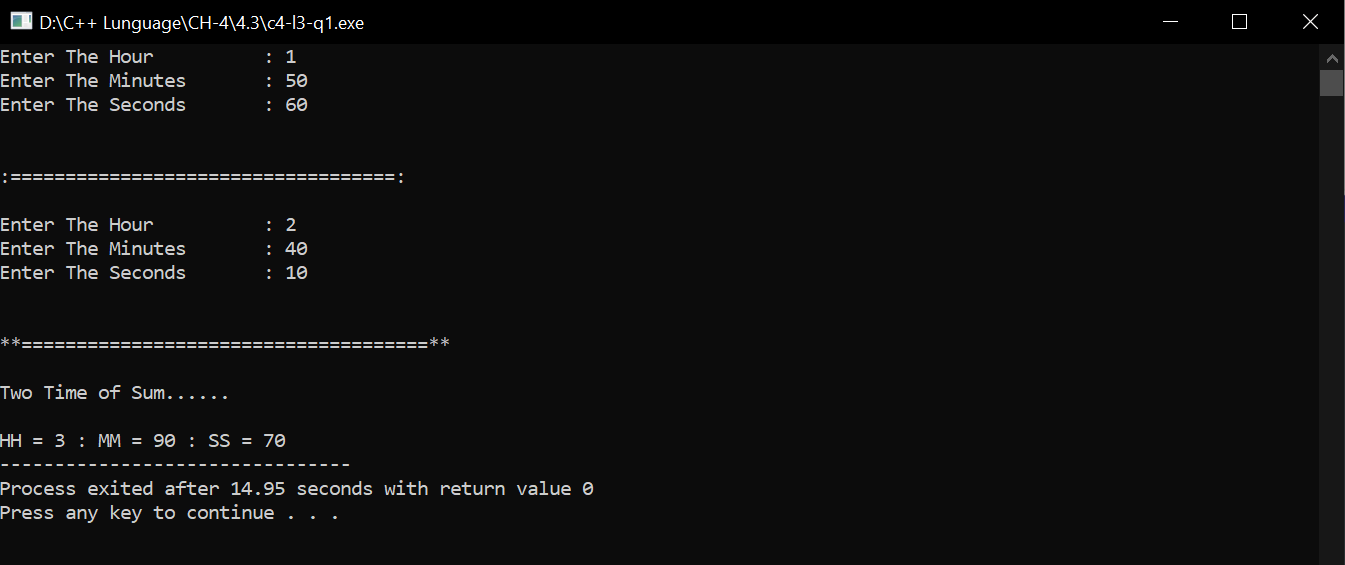 D:\C++ Lunguage\CH-4\4.3\c4-l3-q1.exe
Enter The Hour          : 1
Enter The Minutes       : 50
Enter The Seconds       : 60
:===================================:
Enter The Hour          : 2
Enter The Minutes       : 40
Enter The Seconds       : 10
**=====================================**
Two Time of Sum......
HH = 3 : MM = 90 : SS = 70
--------------------------------
Process exited after 14.95 seconds with return value 0
Press any key to continue . . .